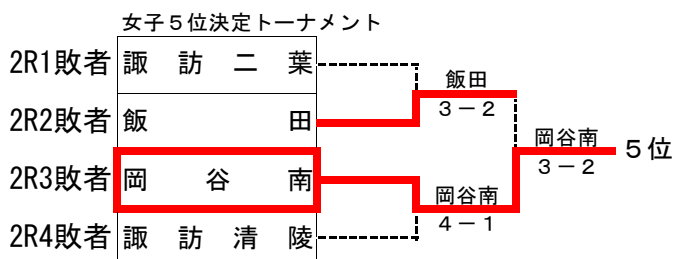 女子５位決定トーナメント
2R1敗者 諏訪二葉
飯田
3－2
2R2敗者 飯田
岡谷南
3－2
５位
2R3敗者 岡谷南
岡谷南
4－1
2R4敗者 諏訪清陵